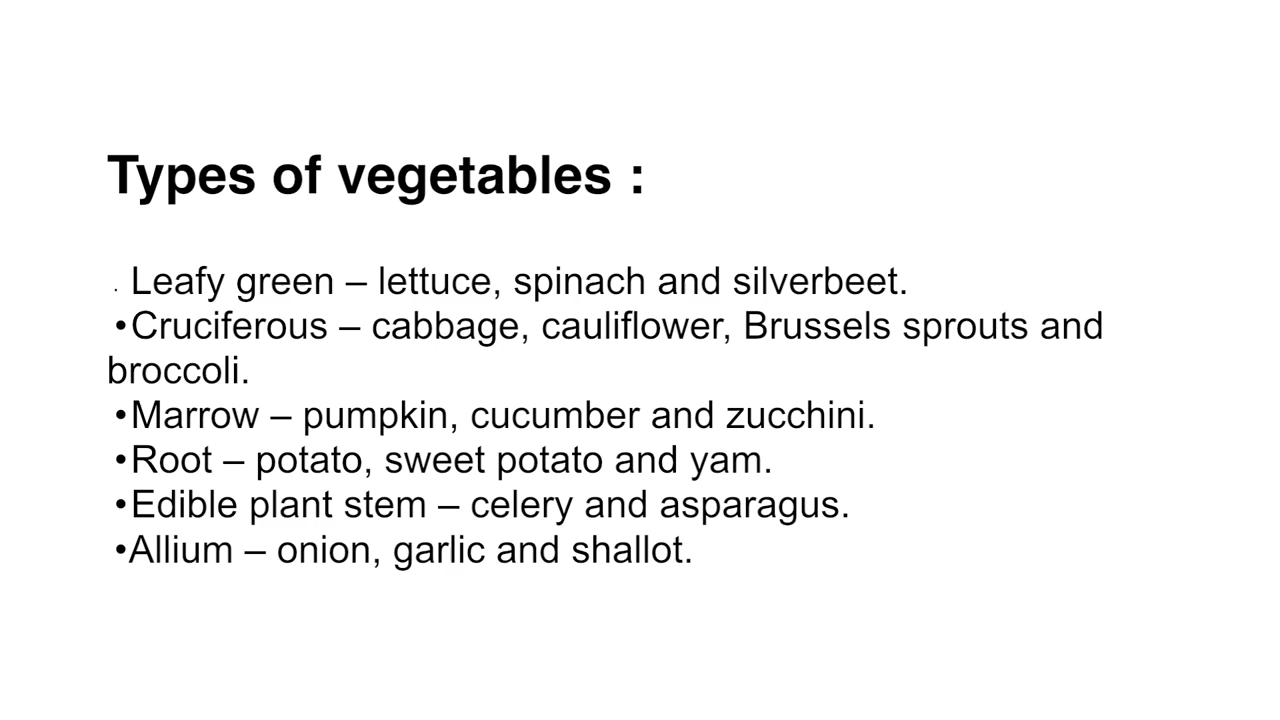 Types of vegetables :
. Leafy green – lettuce, spinach and silverbeet.
•Cruciferous – cabbage, cauliflower, Brussels sprouts and
broccoli.
•Marrow – pumpkin, cucumber and zucchini.
•Root – potato, sweet potato and yam.
•Edible plant stem – celery and asparagus.
•Allium – onion, garlic and shallot.